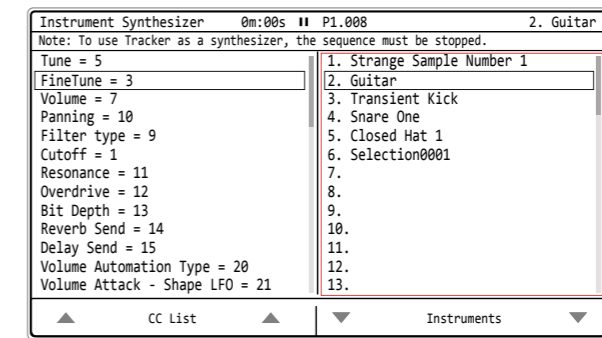 Instrument Synthesizer 0m:00s P1.008 2. Guitar
Note: To use Tracker as a synthesizer, the sequence must be stopped.
Tune = 5
FineTune = 3
Volume = 7
Panning = 10
Filter type = 9
Cutoff = 1
Resonance = 11
Overdrive = 12
Bit Depth = 13
Reverb Send = 14
Delay Send = 15
Volume Automation Type = 20
Volume Attack - Shape LFO = 21
1. Strange Sample Number 1
2. Guitar
3. Transient Kick
4. Snare One
5. Closed Hat 1
6. Selection0001
7.
8.
9.
10.
11.
12.
13.
CC List
Instruments